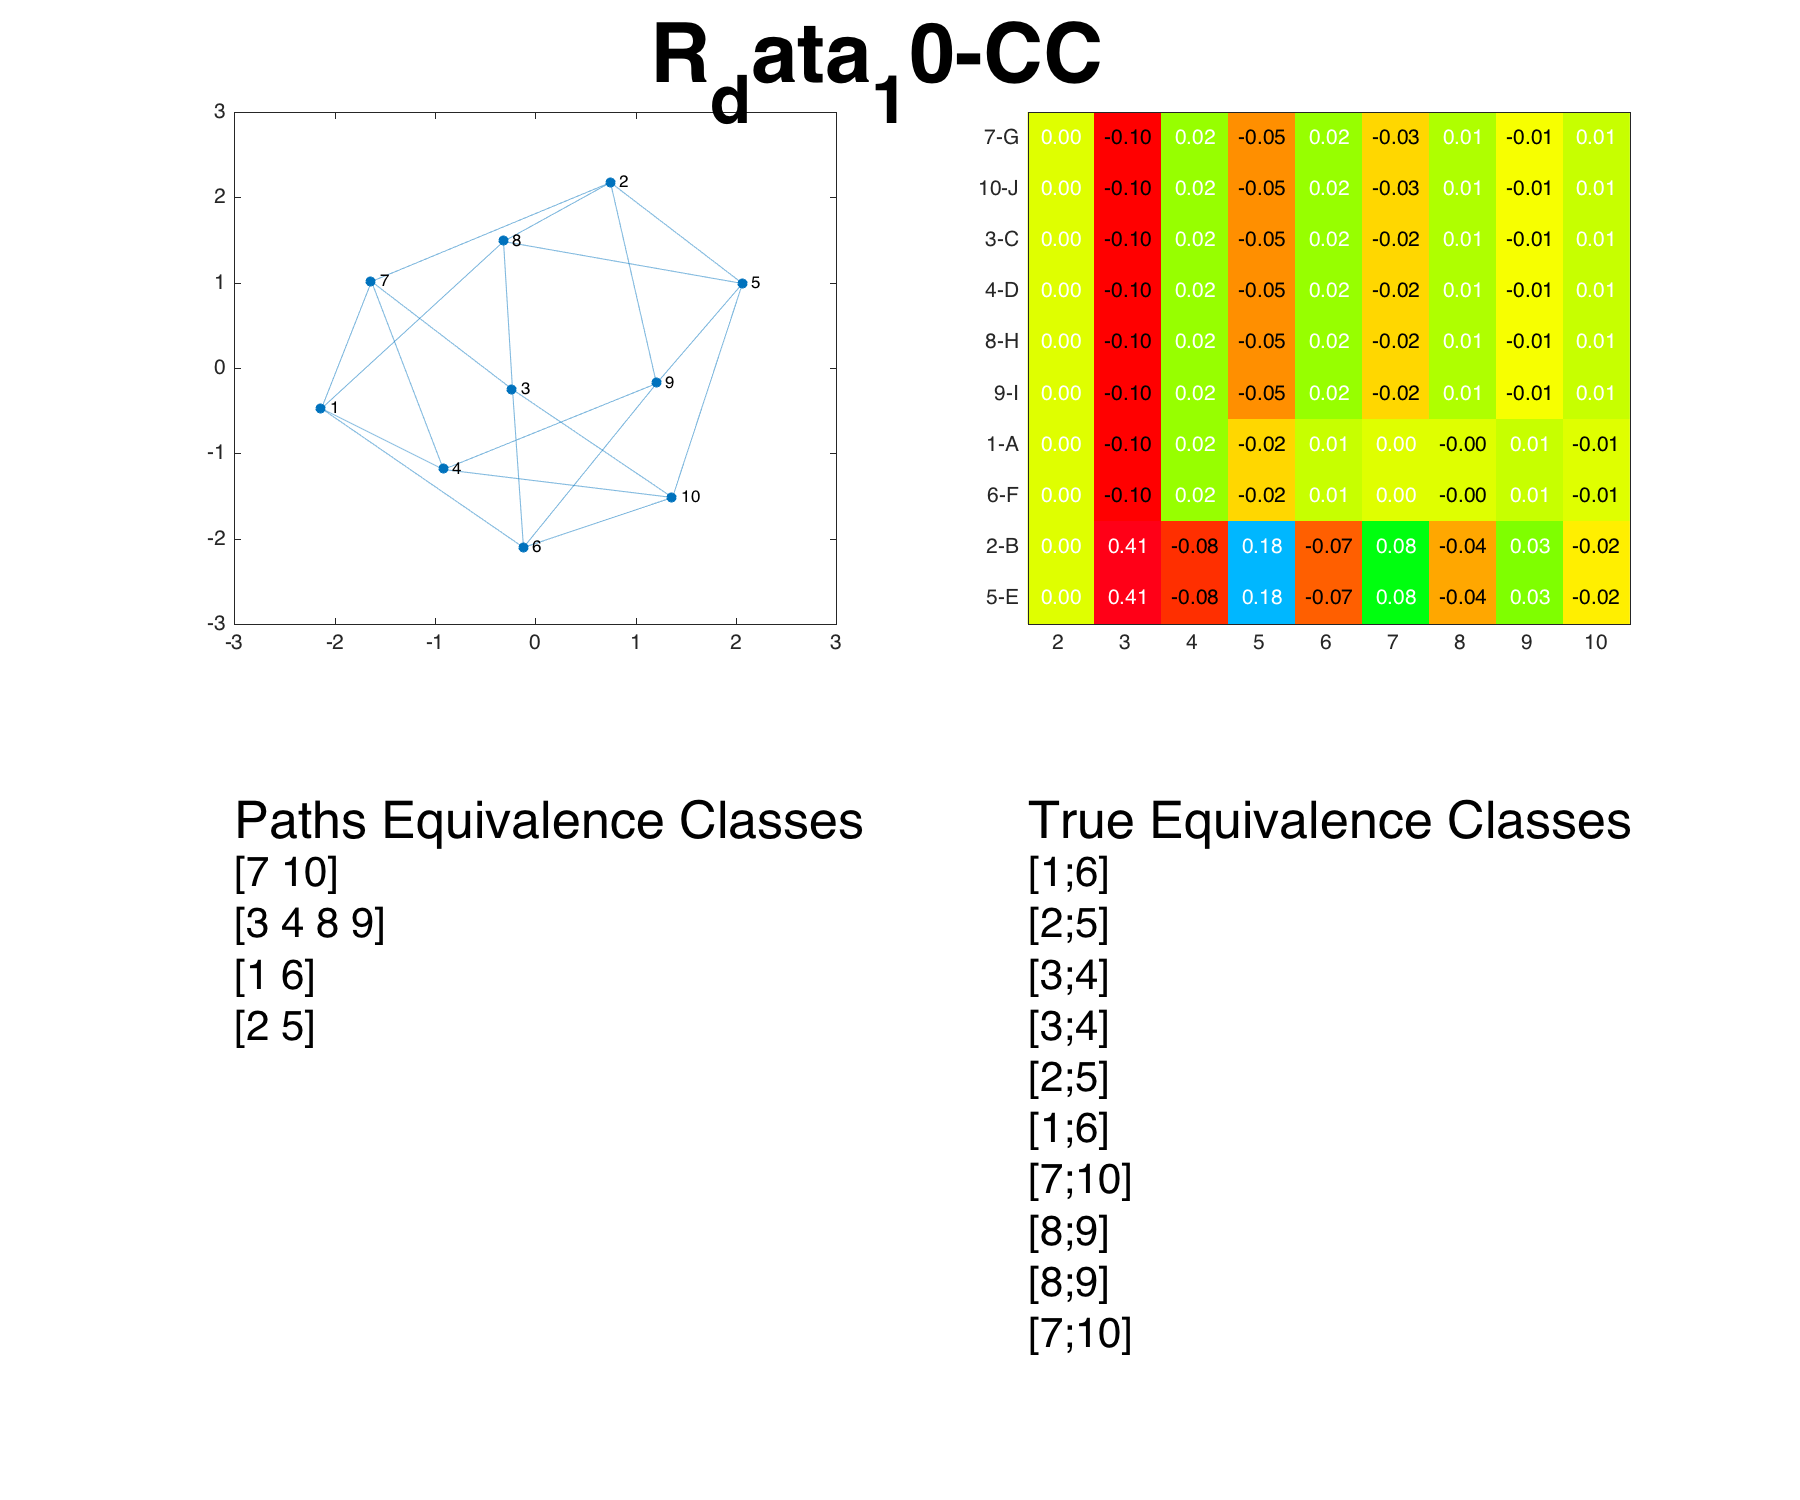 R_data_10-CC
3
2
1
0
-1
-2
-3
-3 -2 -1 0 1 2 3
2
8
7
5
3
9
1
4
10
6
7-G 0.00 -0.10 0.02 -0.05 0.02 -0.03 0.01 -0.01 0.01
10-J 0.00 -0.10 0.02 -0.05 0.02 -0.03 0.01 -0.01 0.01
3-C 0.00 -0.10 0.02 -0.05 0.02 -0.02 0.01 -0.01 0.01
4-D 0.00 -0.10 0.02 -0.05 0.02 -0.02 0.01 -0.01 0.01
8-H 0.00 -0.10 0.02 -0.05 0.02 -0.02 0.01 -0.01 0.01
9-I 0.00 -0.10 0.02 -0.05 0.02 -0.02 0.01 -0.01 0.01
1-A 0.00 -0.10 0.02 -0.02 0.01 0.00 -0.00 0.01 -0.01
6-F 0.00 -0.10 0.02 -0.02 0.01 0.00 -0.00 0.01 -0.01
2-B 0.00 0.41 -0.08 0.18 -0.07 0.08 -0.04 0.03 -0.02
5-E 0.00 0.41 -0.08 0.18 -0.07 0.08 -0.04 0.03 -0.02
2 3 4 5 6 7 8 9 10
Paths Equivalence Classes
[7 10]
[3 4 8 9]
[1 6]
[2 5]
True Equivalence Classes
[1;6]
[2;5]
[3;4]
[3;4]
[2;5]
[1;6]
[7;10]
[8;9]
[8;9]
[7;10]